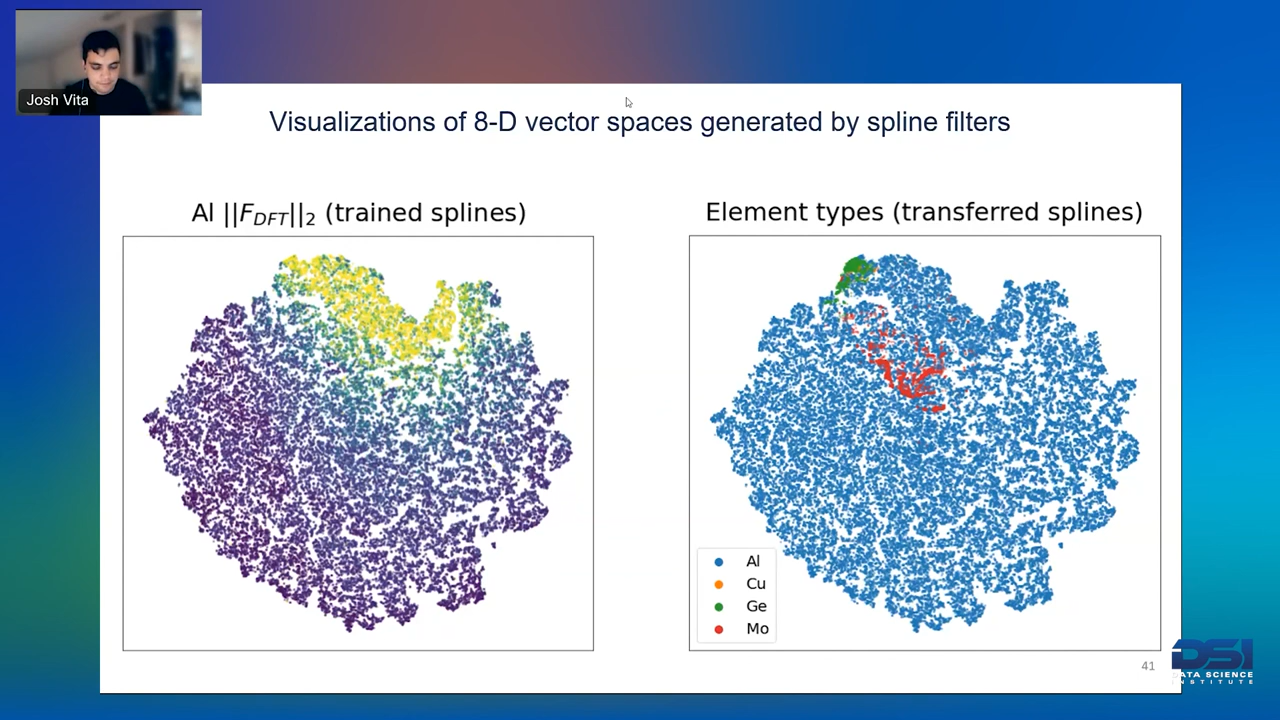 Josh Vita
Visualizations of 8-D vector spaces generated by spline filters
Al ||F_DFT||_2 (trained splines)
Element types (transferred splines)
Al
Cu
Ge
Mo
41
DSI
DATA SCIENCE
INSTITUTE